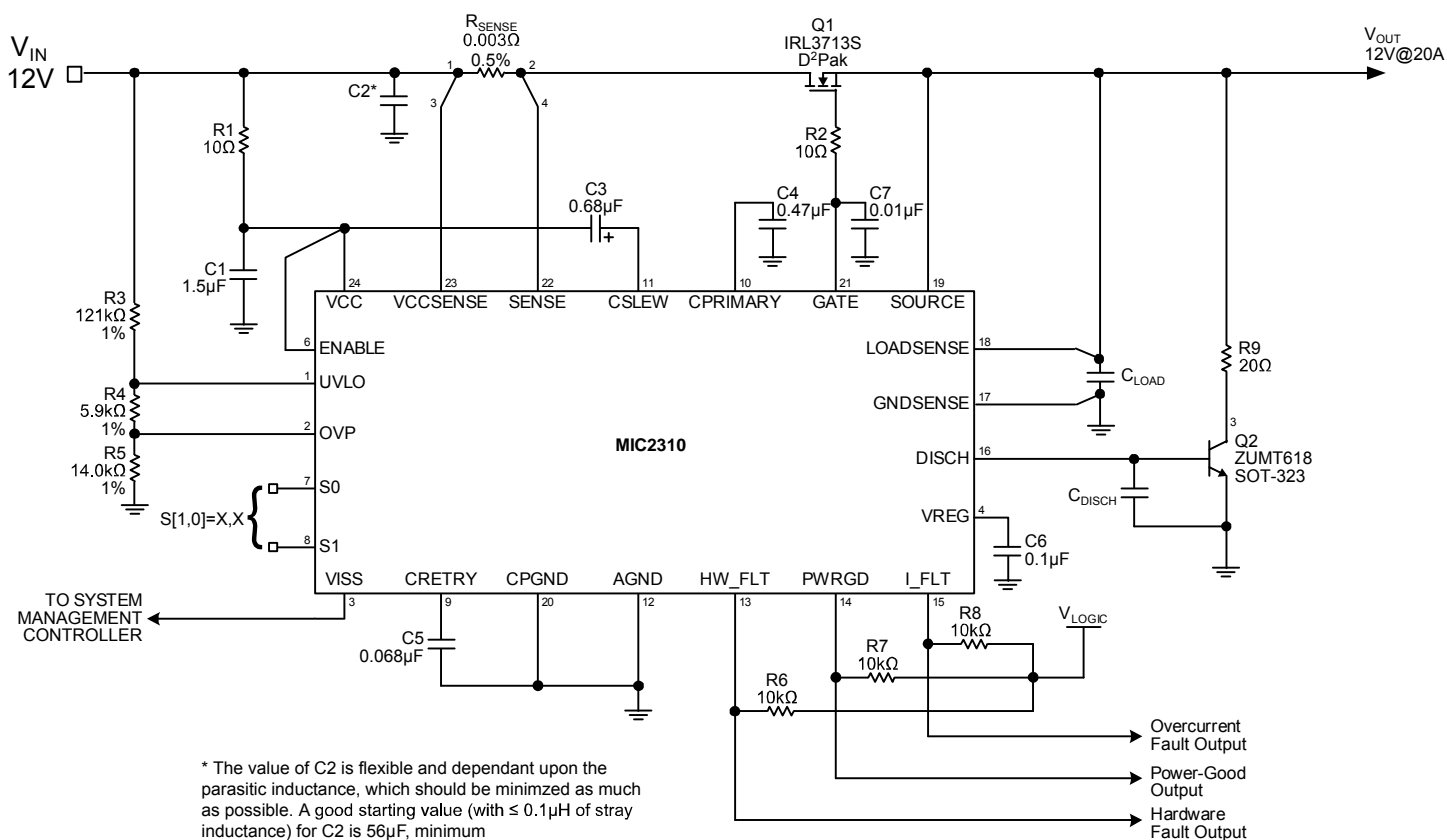 V_IN
12V
R_SENSE
0.003Ω
0.5%
1
2
3
4
C2*
R1
10Ω
Q1
IRL3713S
D²Pak
V_OUT
12V@20A
R2
10Ω
C3
0.68µF
+
C4
0.47µF
C7
0.01µF
C1
1.5µF
R3
121kΩ
1%
R4
5.9kΩ
1%
R5
14.0kΩ
1%
24
23
22
11
10
21
19
VCC
VCCSENSE
SENSE
CSLEW
CPRIMARY
GATE
SOURCE
6
ENABLE
1
UVLO
2
OVP
7
S0
8
S1
S[1,0]=X,X
{
MIC2310
LOADSENSE
18
GNDSENSE
17
DISCH
16
VREG
4
C_LOAD
R9
20Ω
3
Q2
ZUMT618
SOT-323
C_DISCH
C6
0.1µF
VISS
CRETRY
CPGND
AGND
HW_FLT
PWRGD
I_FLT
3
9
20
12
13
14
15
TO SYSTEM
MANAGEMENT
CONTROLLER
C5
0.068µF
R8
10kΩ
R7
10kΩ
R6
10kΩ
V_LOGIC
Overcurrent
Fault Output
Power-Good
Output
Hardware
Fault Output
* The value of C2 is flexible and dependant upon the
parasitic inductance, which should be minimzed as much
as possible. A good starting value (with ≤ 0.1µH of stray
inductance) for C2 is 56µF, minimum